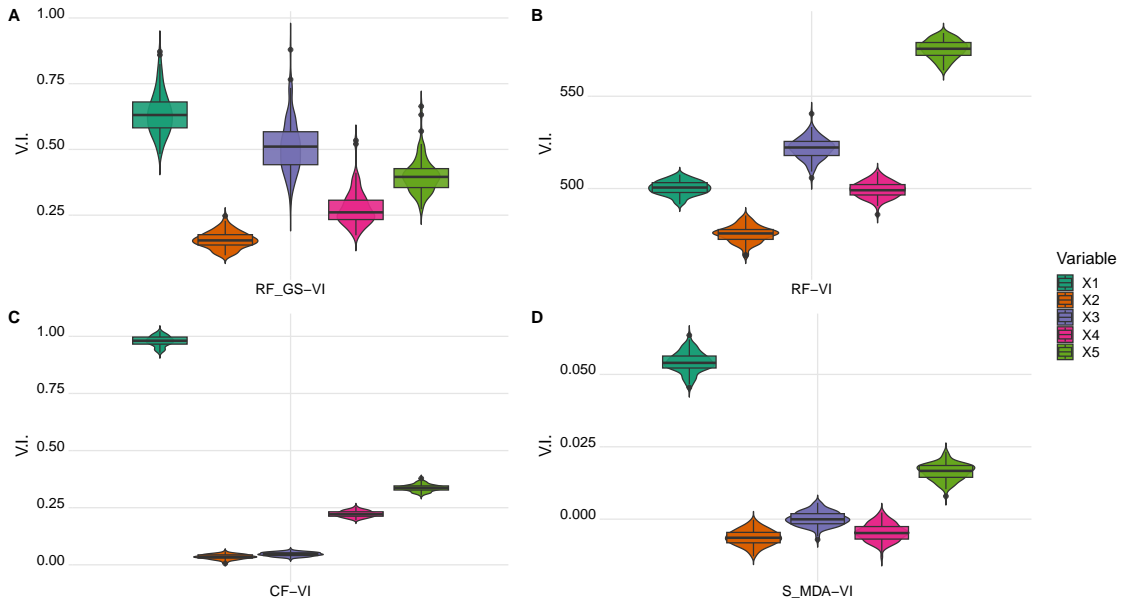 A
1.00
0.75
0.50
0.25
V.I.
RF_GS−VI
B
550
500
V.I.
RF−VI
C
1.00
0.75
0.50
0.25
0.00
V.I.
CF−VI
D
0.050
0.025
0.000
V.I.
S_MDA−VI
Variable
X1
X2
X3
X4
X5